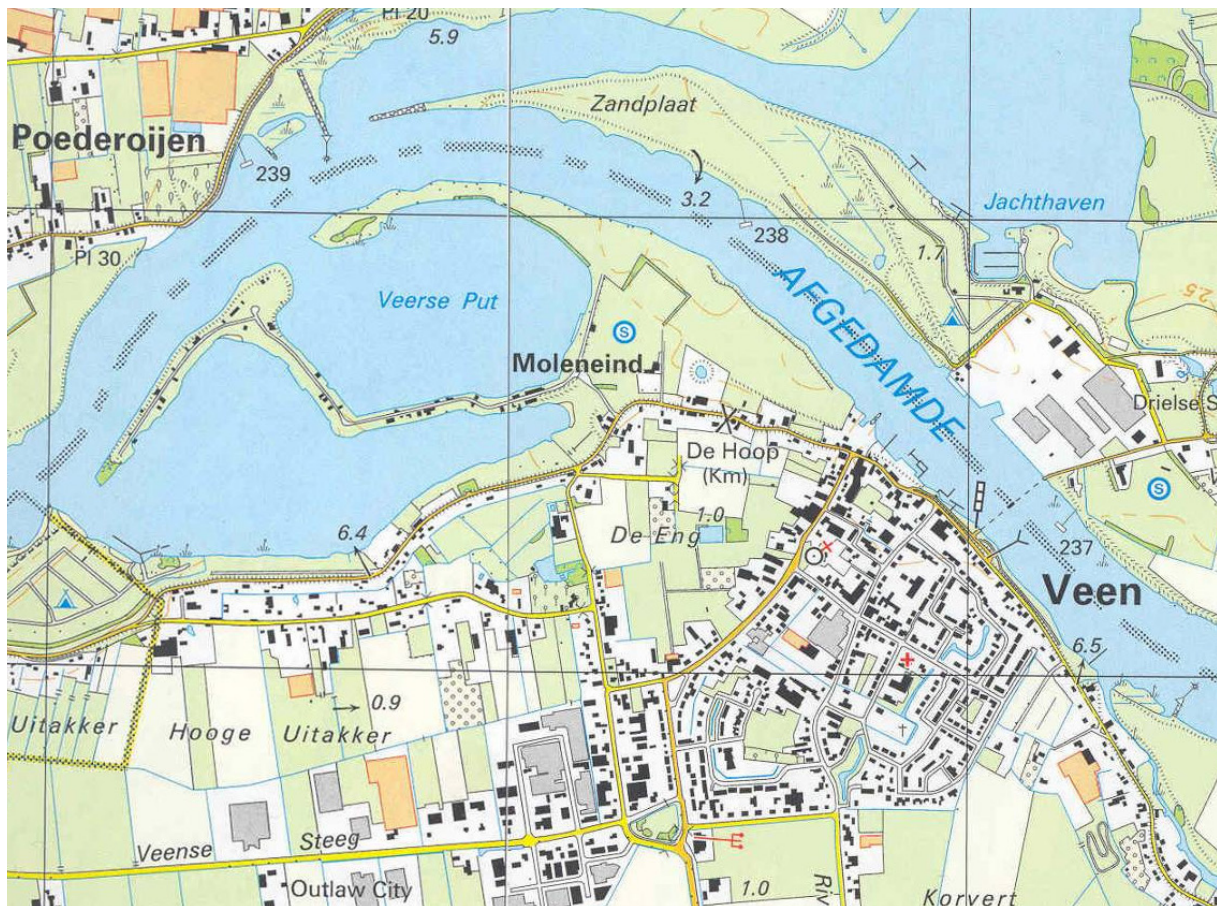 Pl 20
5.9
Zandplaat
Poederoijen
239
3.2
238
Jachthaven
Pl 30
1.7
25
Veerse Put
S
AFGEDAMDE
Moleneind
Drielse S
De Hoop
(Km)
S
1.0
De Eng
6.4
237
Veen
6.5
0.9
Uitakker
Hooge Uitakker
Veense Steeg
Outlaw City
1.0
Riv
Korvert